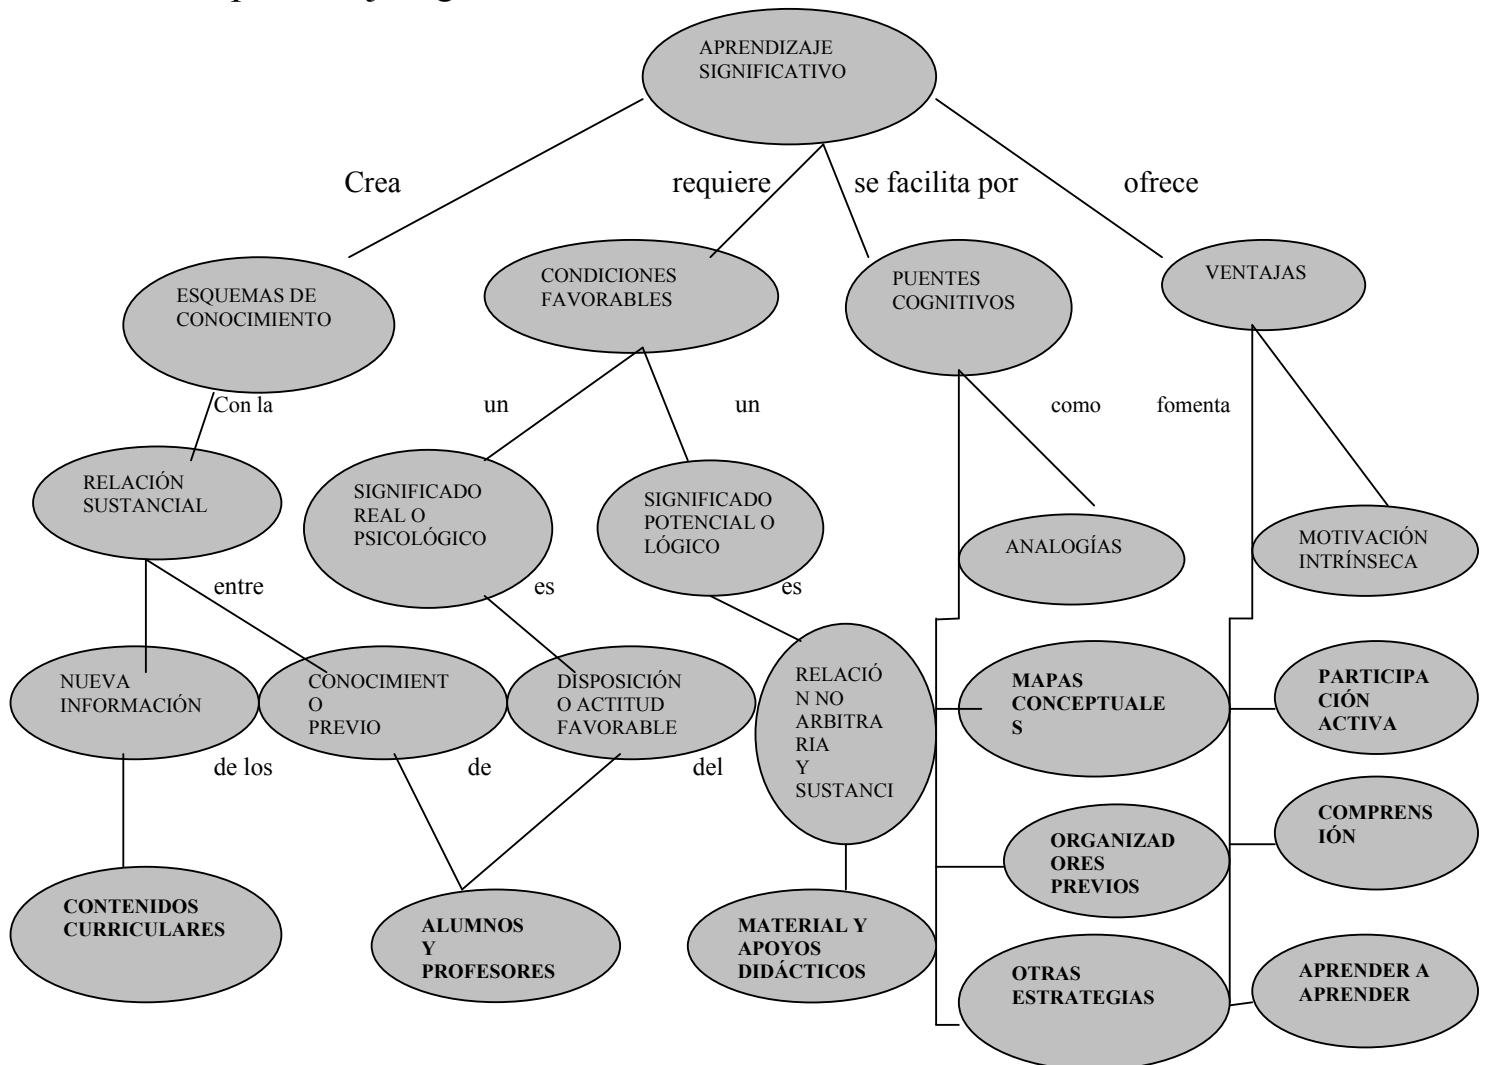 APRENDIZAJE
SIGNIFICATIVO
Crea
requiere
se facilita por
ofrece
ESQUEMAS DE
CONOCIMIENTO
CONDICIONES
FAVORABLES
PUENTES
COGNITIVOS
VENTAJAS
Con la
un
un
como
fomenta
RELACIÓN
SUSTANCIAL
SIGNIFICADO
REAL O
PSICOLÓGICO
SIGNIFICADO
POTENCIAL O
LÓGICO
ANALOGÍAS
MOTIVACIÓN
INTRÍNSECA
entre
es
es
NUEVA
INFORMACIÓN
CONOCIMIENT
O
PREVIO
DISPOSICIÓN
O ACTITUD
FAVORABLE
RELACIÓ
N NO
ARBITRA
RIA
Y
SUSTANCI
MAPAS
CONCEPTUALE
S
PARTICIPA
CIÓN
ACTIVA
de los
de
del
ORGANIZAD
ORES
PREVIOS
COMPRENS
IÓN
CONTENIDOS
CURRICULARES
ALUMNOS
Y
PROFESORES
MATERIAL Y
APOYOS
DIDÁCTICOS
OTRAS
ESTRATEGIAS
APRENDER A
APRENDER